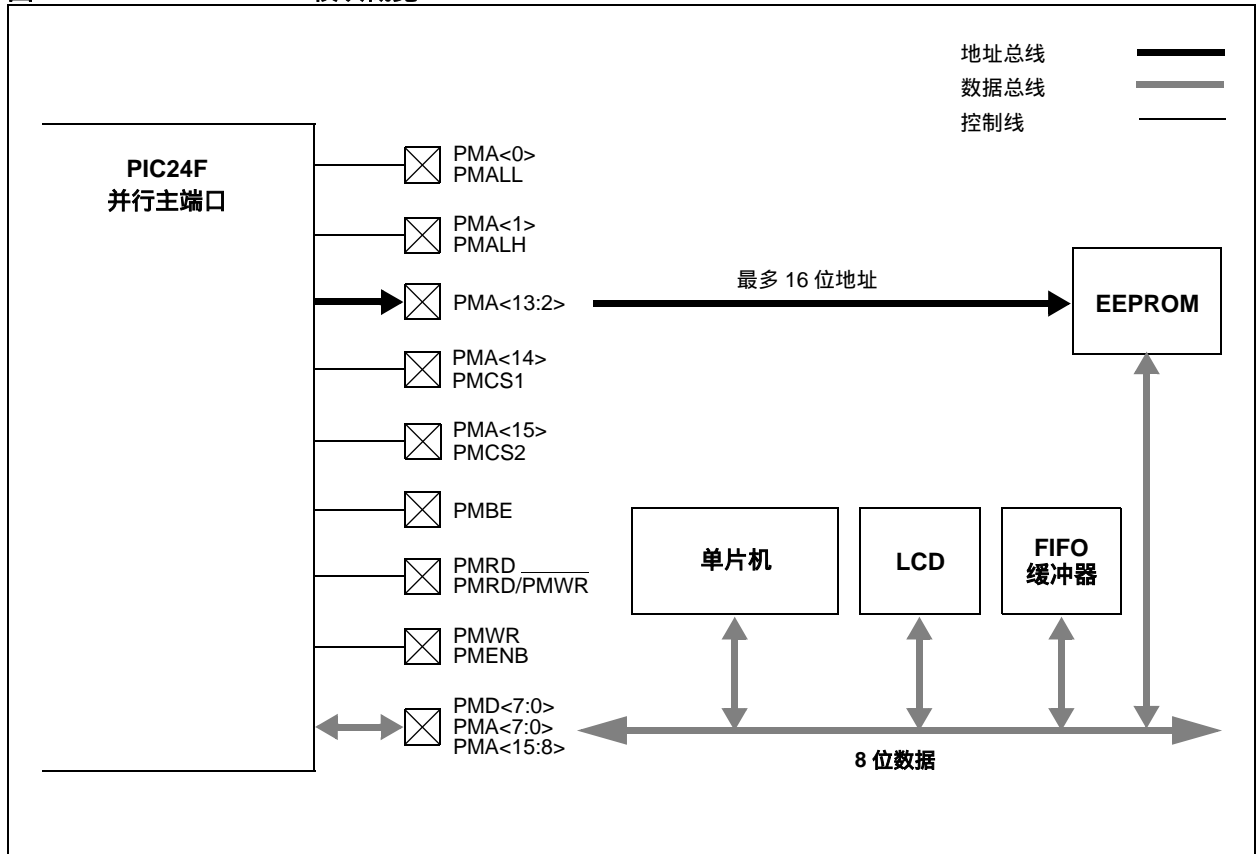 地址总线
数据总线
控制线
PIC24F
并行主端口
PMA<0>
PMALL
PMA<1>
PMALH
PMA<13:2>
最多 16 位地址
EEPROM
PMA<14>
PMCS1
PMA<15>
PMCS2
PMBE
单片机
LCD
FIFO
缓冲器
PMRD
PMRD/PMWR
PMWR
PMENB
PMD<7:0>
PMA<7:0>
PMA<15:8>
8 位数据